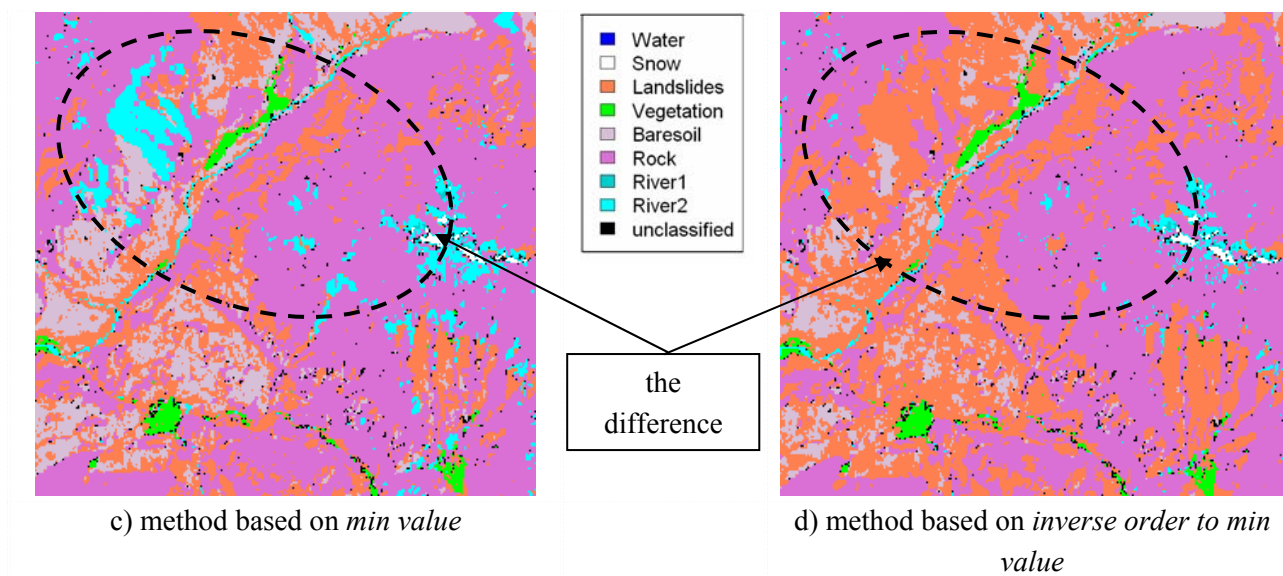 Water
Snow
Landslides
Vegetation
Baresoil
Rock
River1
River2
unclassified
the
difference
c) method based on min value
d) method based on inverse order to min
value